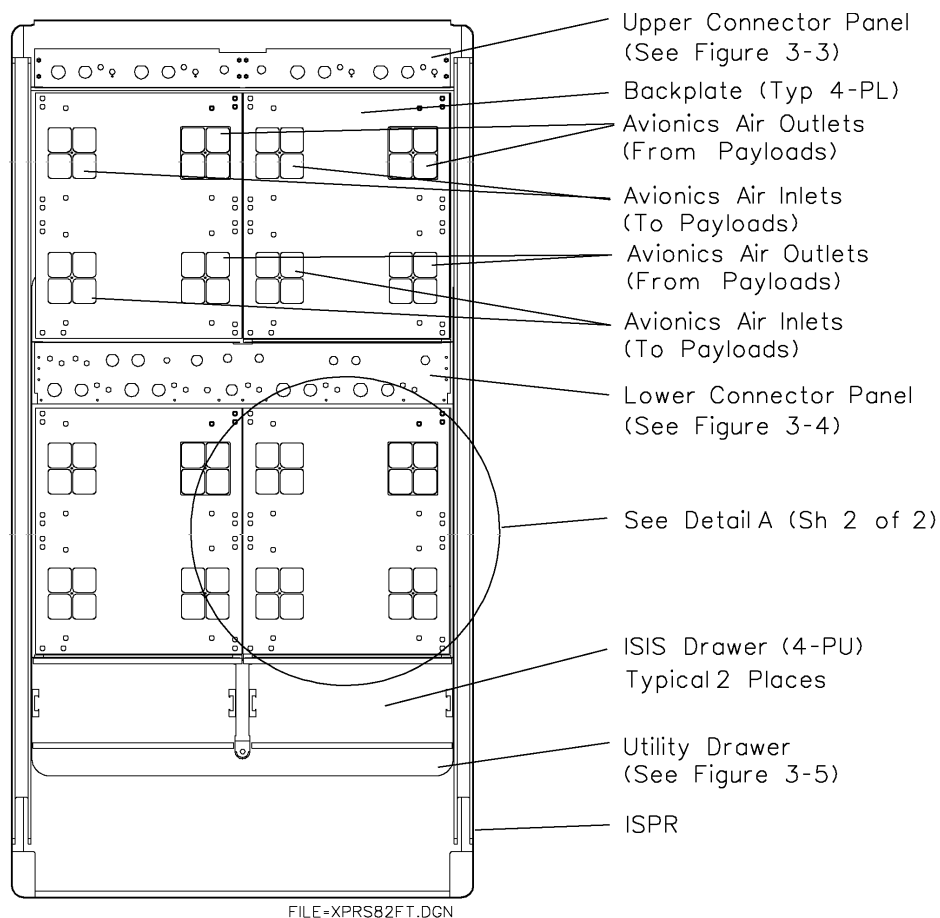 Upper Connector Panel
(See Figure 3-3)
Backplate (Typ 4-PL)
Avionics Air Outlets
(From Payloads)
Avionics Air Inlets
(To Payloads)
Avionics Air Outlets
(From Payloads)
Avionics Air Inlets
(To Payloads)
Lower Connector Panel
(See Figure 3-4)
See Detail A (Sh 2 of 2)
ISIS Drawer (4-PU)
Typical 2 Places
Utility Drawer
(See Figure 3-5)
ISPR
FILE=XPRS82FT.DGN